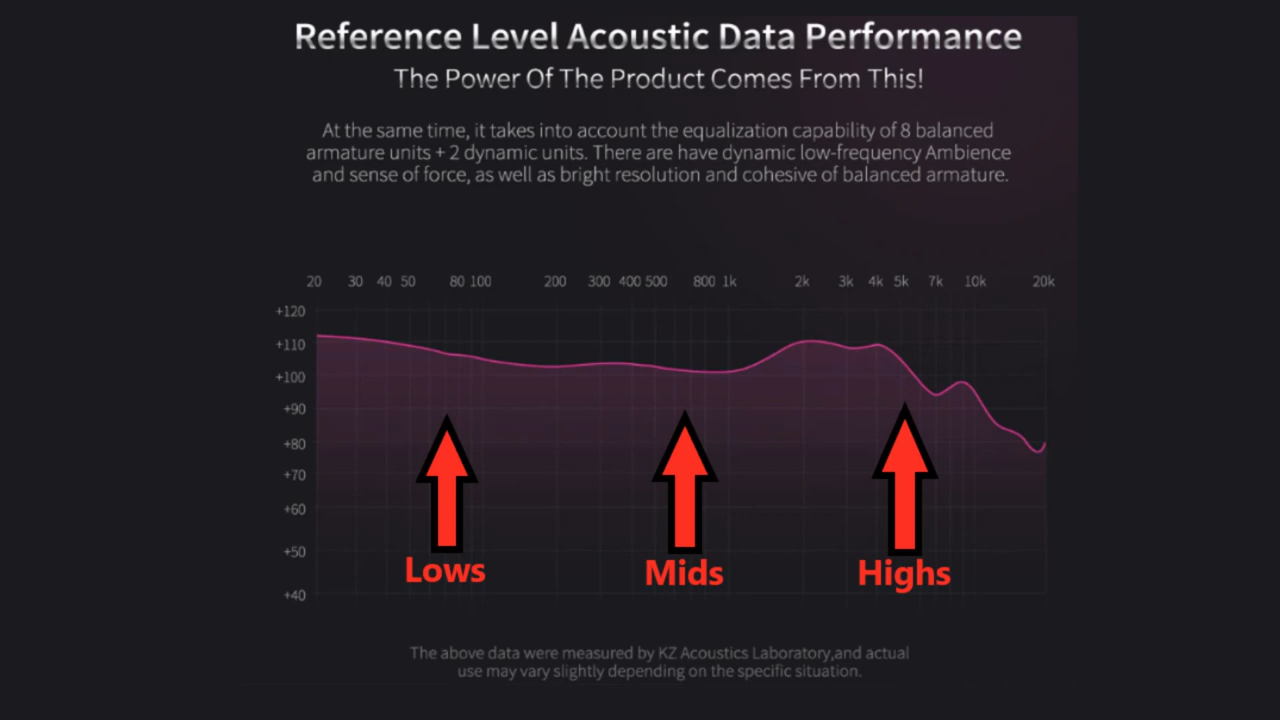 Reference Level Acoustic Data Performance
The Power Of The Product Comes From This!
At the same time, it takes into account the equalization capability of 8 balanced
armature units + 2 dynamic units. There are have dynamic low-frequency Ambience
and sense of force, as well as bright resolution and cohesive of balanced armature.
20 30 40 50 80 100 200 300 400 500 800 1k 2k 3k 4k 5k 7k 10k 20k
+120
+110
+100
+90
+80
+70
+60
+50
+40
Lows Mids Highs
The above data were measured by KZ Acoustics Laboratory,and actual
use may vary slightly depending on the specific situation.